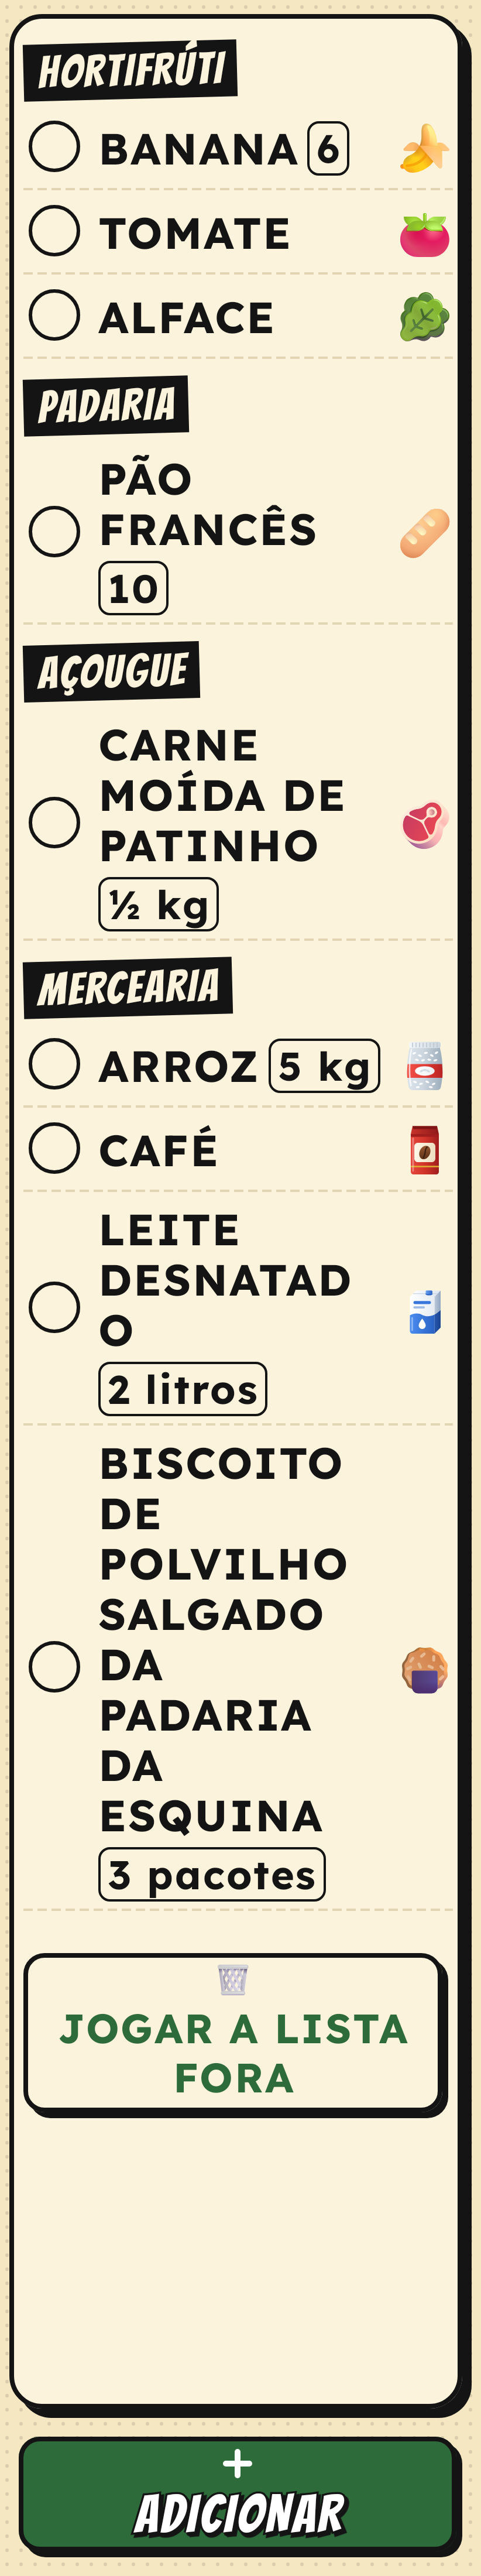 HORTIFRÚTI
BANANA 6
TOMATE
ALFACE
PADARIA
PÃO
FRANCÊS
10
AÇOUGUE
CARNE
MOÍDA DE
PATINHO
½ kg
MERCEARIA
ARROZ 5 kg
CAFÉ
LEITE
DESNATAD
O
2 litros
BISCOITO
DE
POLVILHO
SALGADO
DA
PADARIA
DA
ESQUINA
3 pacotes
JOGAR A LISTA
FORA
+
ADICIONAR